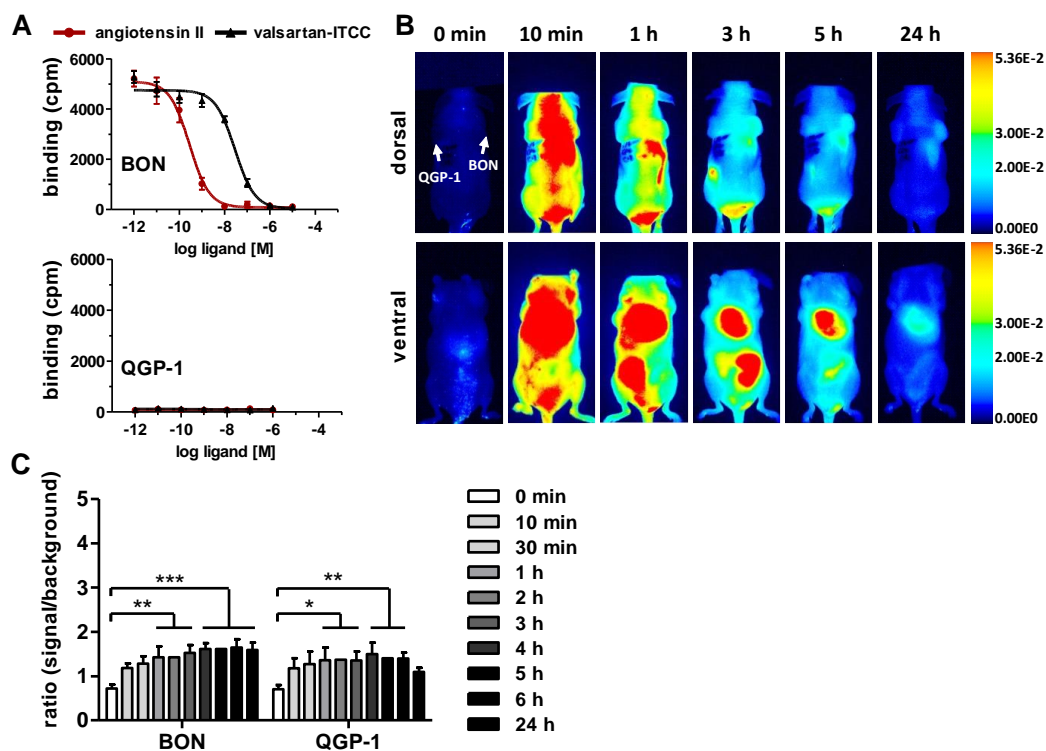 A
angiotensin II
valsartan-ITCC
binding (cpm)
6000
4000
2000
0
BON
-12 -10 -8 -6 -4
log ligand [M]
binding (cpm)
6000
4000
2000
0
QGP-1
-12 -10 -8 -6 -4
log ligand [M]
B
0 min 10 min 1 h 3 h 5 h 24 h
dorsal
QGP-1
BON
5.36E-2
3.00E-2
2.00E-2
0.00E0
ventral
5.36E-2
3.00E-2
2.00E-2
0.00E0
C
ratio (signal/background)
5
4
3
2
1
0
***
**
**
*
BON QGP-1
0 min
10 min
30 min
1 h
2 h
3 h
4 h
5 h
6 h
24 h